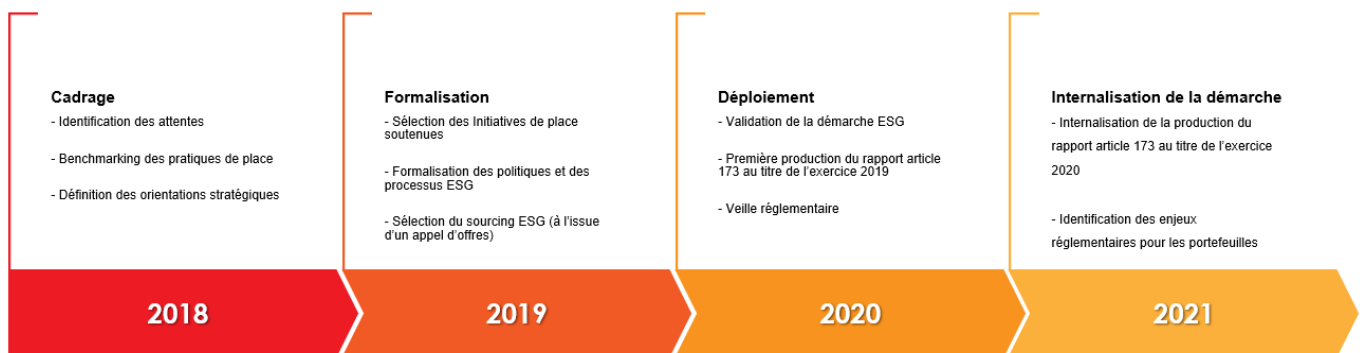 Cadrage
- Identification des attentes
- Benchmarking des pratiques de place
- Définition des orientations stratégiques
Formalisation
- Sélection des Initiatives de place
soutenues
- Formalisation des politiques et des
processus ESG
- Sélection du sourcing ESG (à l'issue
d'un appel d'offres)
Déploiement
- Validation de la démarche ESG
- Première production du rapport article
173 au titre de l'exercice 2019
- Veille réglementaire
Internalisation de la démarche
- Internalisation de la production du
rapport article 173 au titre de l'exercice
2020
- Identification des enjeux
réglementaires pour les portefeuilles
2018
2019
2020
2021